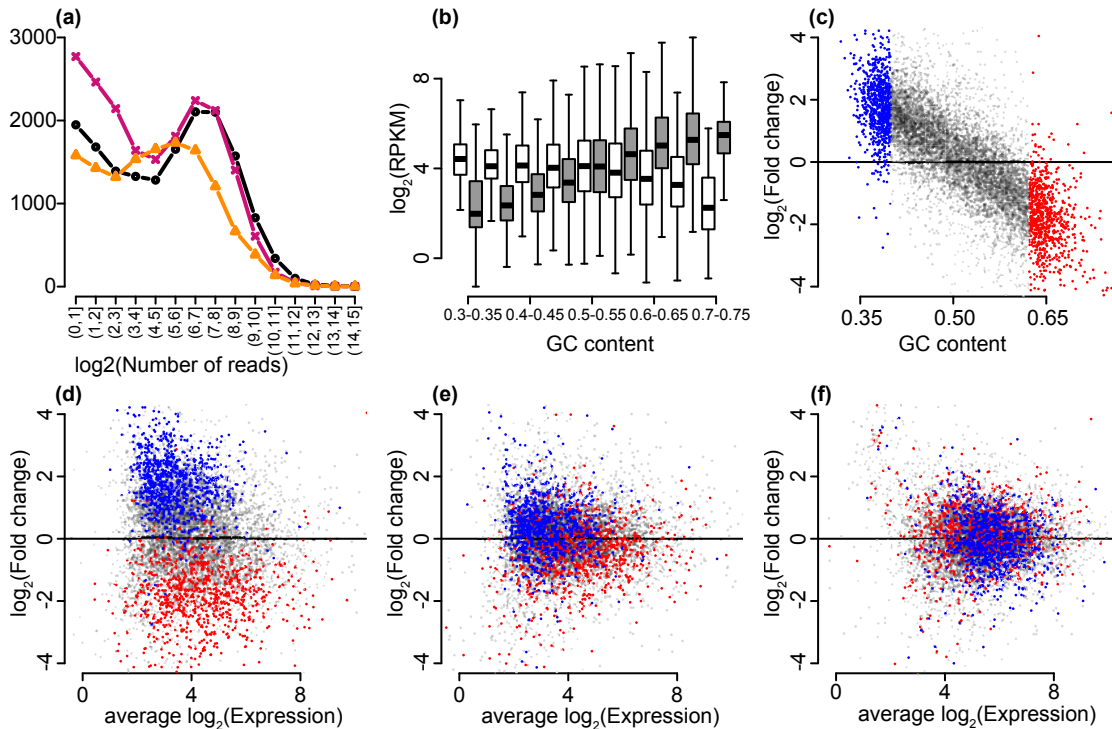 (a)
3000
2000
1000
0
(0, 1]
(1, 2]
(2, 3]
(3, 4]
(4, 5]
(5, 6]
(6, 7]
(7, 8]
(8, 9]
(9, 10]
(10, 11]
(11, 12]
(12, 13]
(13, 14]
(14, 15]
log2(Number of reads)
(b)
log2(RPKM)
8
4
0
0.3-0.35 0.4-0.45 0.5-0.55 0.6-0.65 0.7-0.75
GC content
(c)
log2(Fold change)
4
2
0
-2
-4
0.35 0.50 0.65
GC content
(d)
log2(Fold change)
4
2
0
-2
-4
0 4 8
average log2(Expression)
(e)
log2(Fold change)
4
2
0
-2
-4
0 4 8
average log2(Expression)
(f)
log2(Fold change)
4
2
0
-2
-4
0 4 8
average log2(Expression)